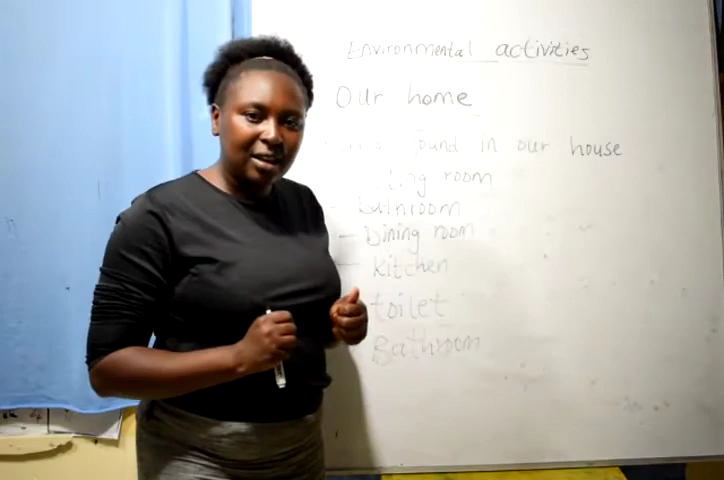 Environmental activities
Our home
found in our house
room
- bathroom
- Dining room
- kitchen
toilet
Bathroom